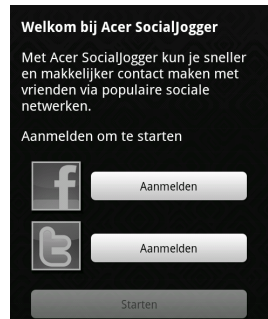 Welkom bij Acer SocialJogger
Met Acer SocialJogger kun je sneller
en makkelijker contact maken met
vrienden via populaire sociale
netwerken.
Aanmelden om te starten
Aanmelden
Aanmelden
Starten